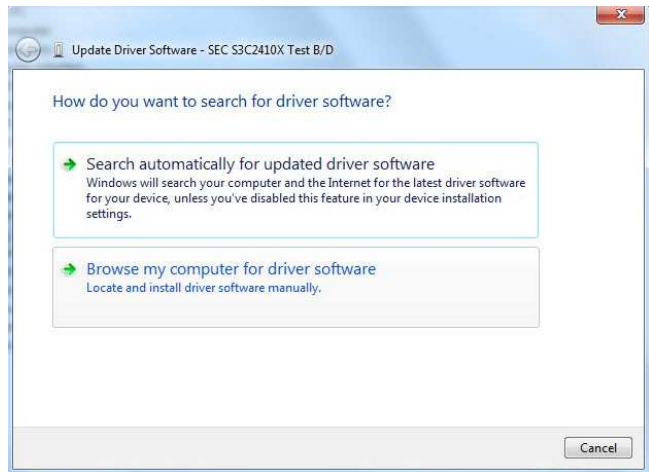 Update Driver Software - SEC S3C2410X Test B/D
How do you want to search for driver software?
Search automatically for updated driver software
Windows will search your computer and the Internet for the latest driver software
for your device, unless you've disabled this feature in your device installation
settings.
Browse my computer for driver software
Locate and install driver software manually.
Cancel